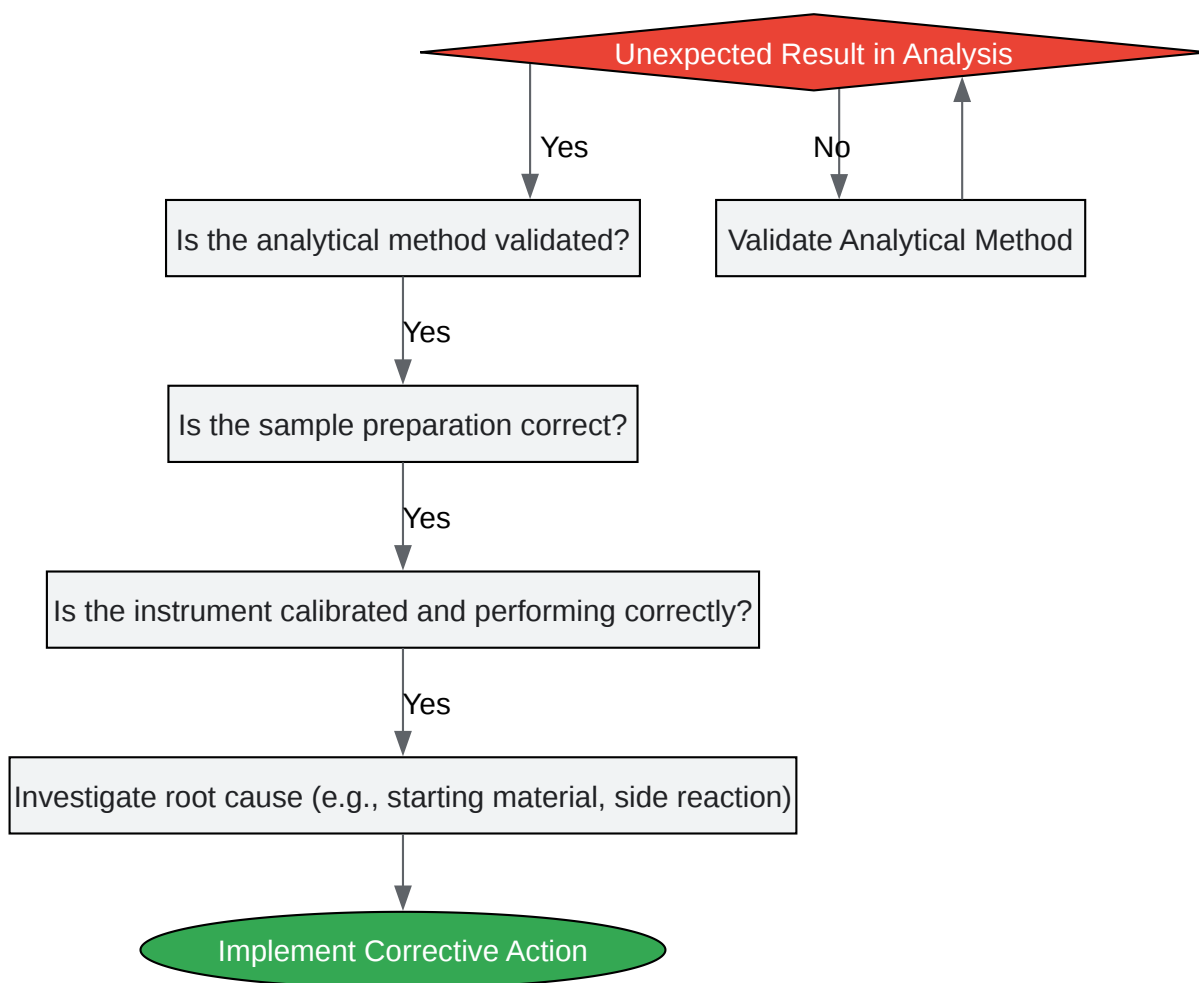 Unexpected Result in Analysis
Yes
No
Is the analytical method validated?
Validate Analytical Method
Yes
Is the sample preparation correct?
Yes
Is the instrument calibrated and performing correctly?
Yes
Investigate root cause (e.g., starting material, side reaction)
Implement Corrective Action